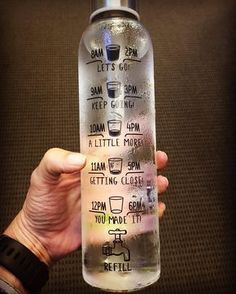 8AM 2PM
LET'S GO!
9AM 3PM
KEEP GOING!
10AM 4PM
A LITTLE MORE!
11AM 5PM
GETTING CLOSE!
12PM 6PM
YOU MADE IT!
REFILL